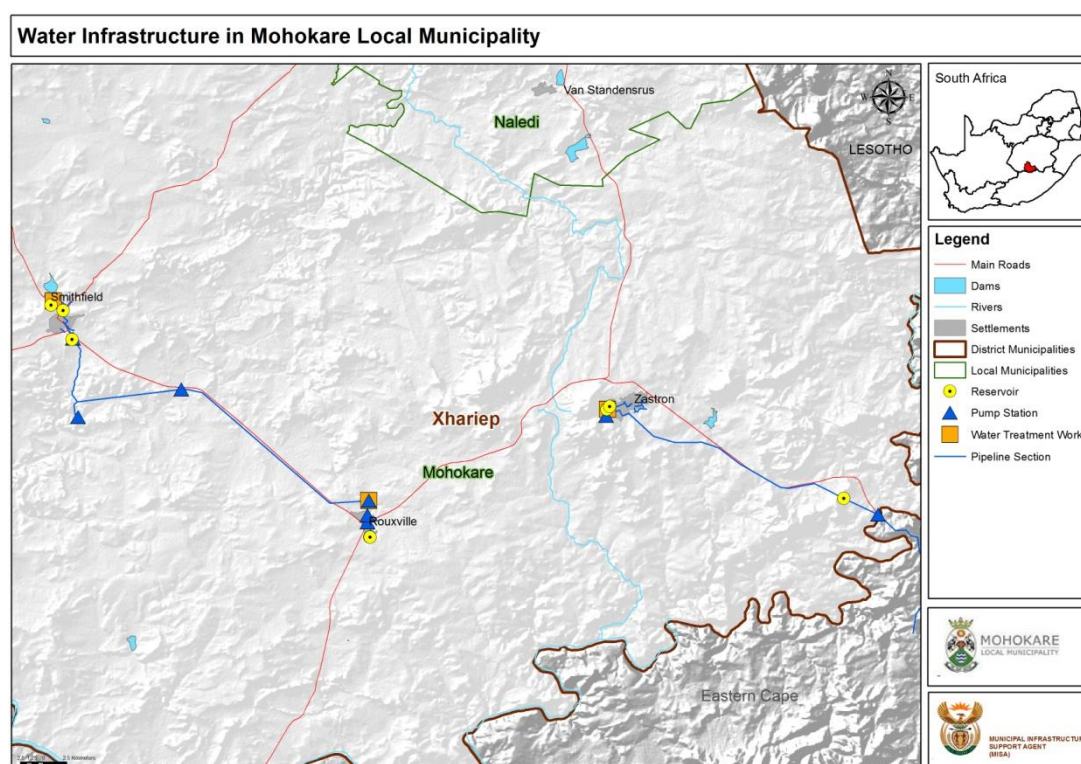 Water Infrastructure in Mohokare Local Municipality
Van Standensrus
Naledi
N
W
E
S
LESOTHO
Smithfield
Zastron
Xhariep
Mohokare
Rouxville
Eastern Cape
South Africa
Legend
Main Roads
Dams
Rivers
Settlements
District Municipalities
Local Municipalities
Reservoir
Pump Station
Water Treatment Work
Pipeline Section
MOHOKARE
LOCAL MUNICIPALITY
MUNICIPAL INFRASTRUCTURE
SUPPORT AGENT
(MISA)